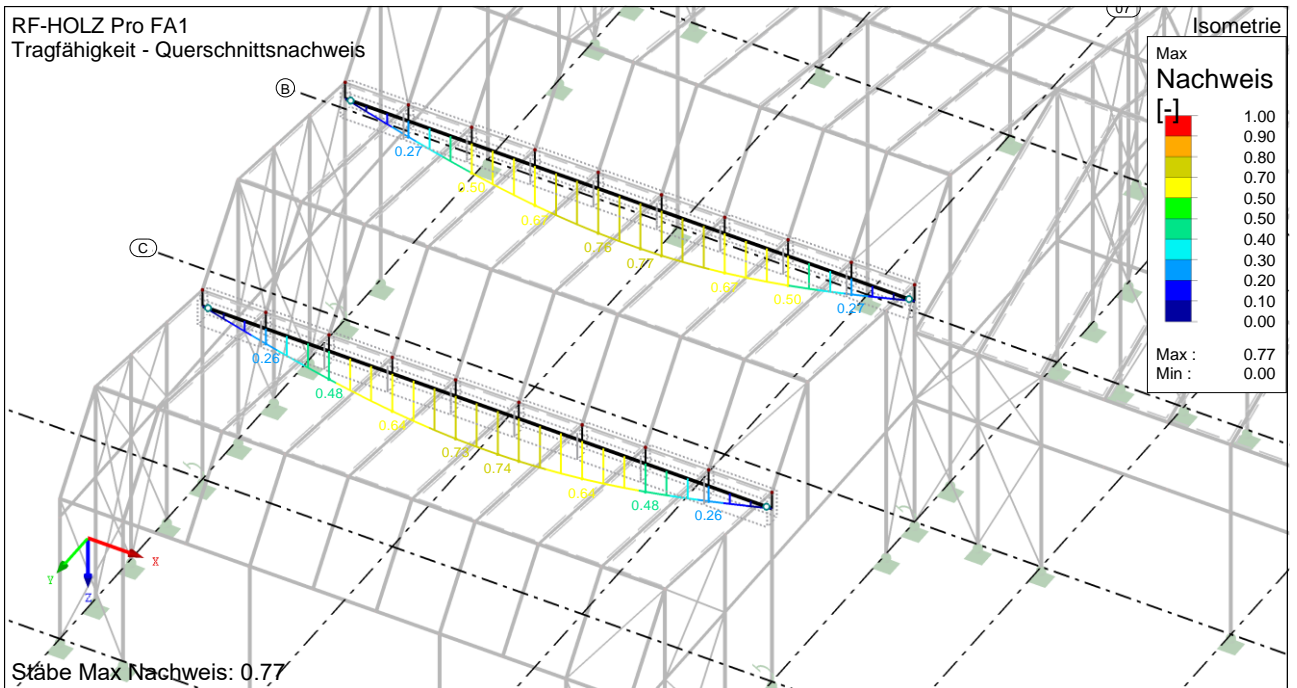 RF-HOLZ Pro FA1
Tragfähigkeit - Querschnittsnachweis
07
Isometrie
Max
Nachweis
[-]
1.00
0.90
0.80
0.70
0.50
0.50
0.40
0.30
0.20
0.10
0.00
Max : 0.77
Min : 0.00
B
0.27
0.50
0.67
0.76
0.77
0.67
0.50
0.27
C
0.26
0.48
0.64
0.73
0.74
0.64
0.48
0.26
X
Y
Z
Stäbe Max Nachweis: 0.77